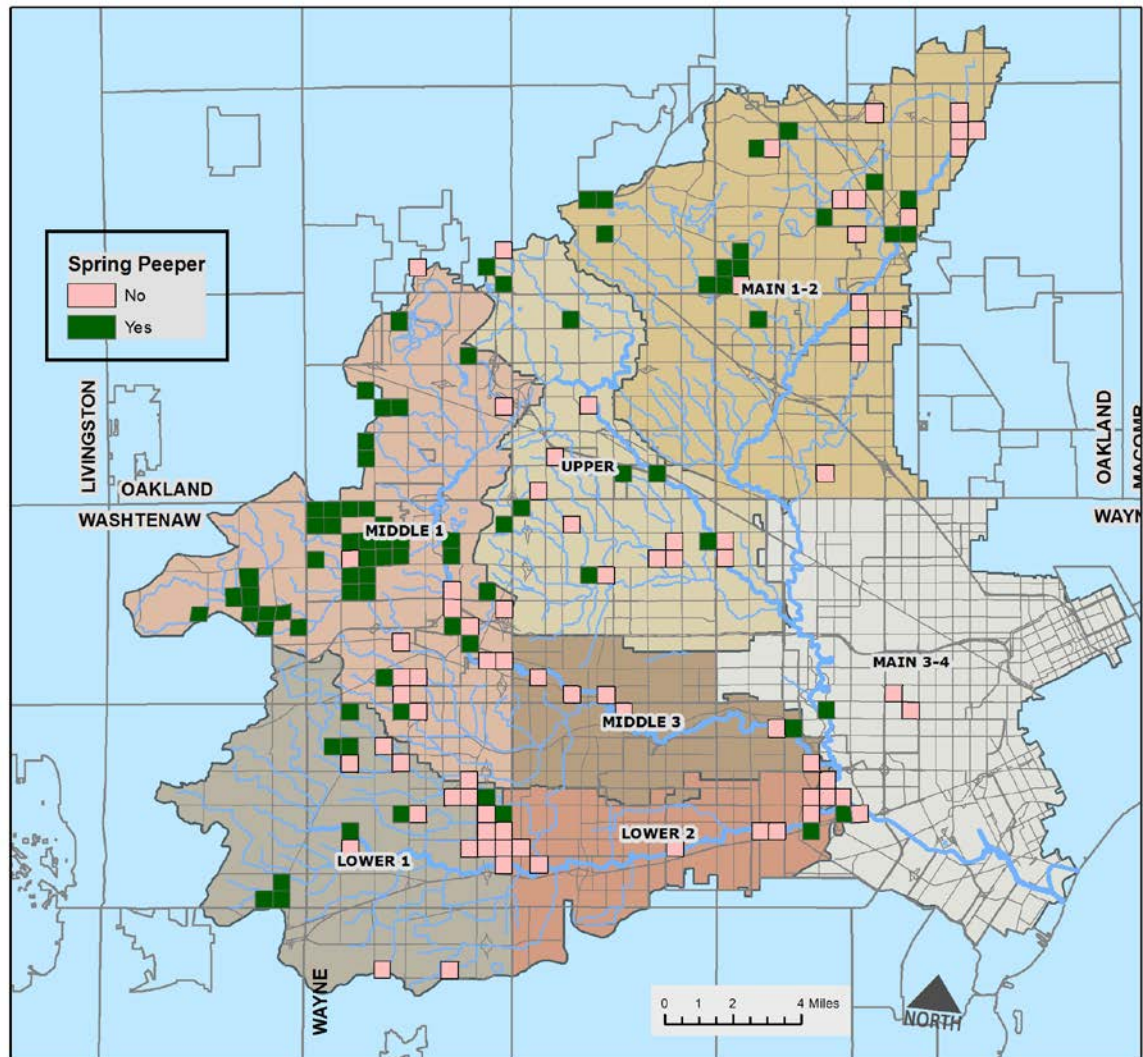 Spring Peeper
No
Yes
MAIN 1-2
LIVINGSTON
OAKLAND
WASHTENAW
OAKLAND
MACOMB
WAYN
UPPER
MIDDLE 1
MAIN 3-4
MIDDLE 3
LOWER 2
LOWER 1
WAYNE
0 1 2 4 Miles
NORTH